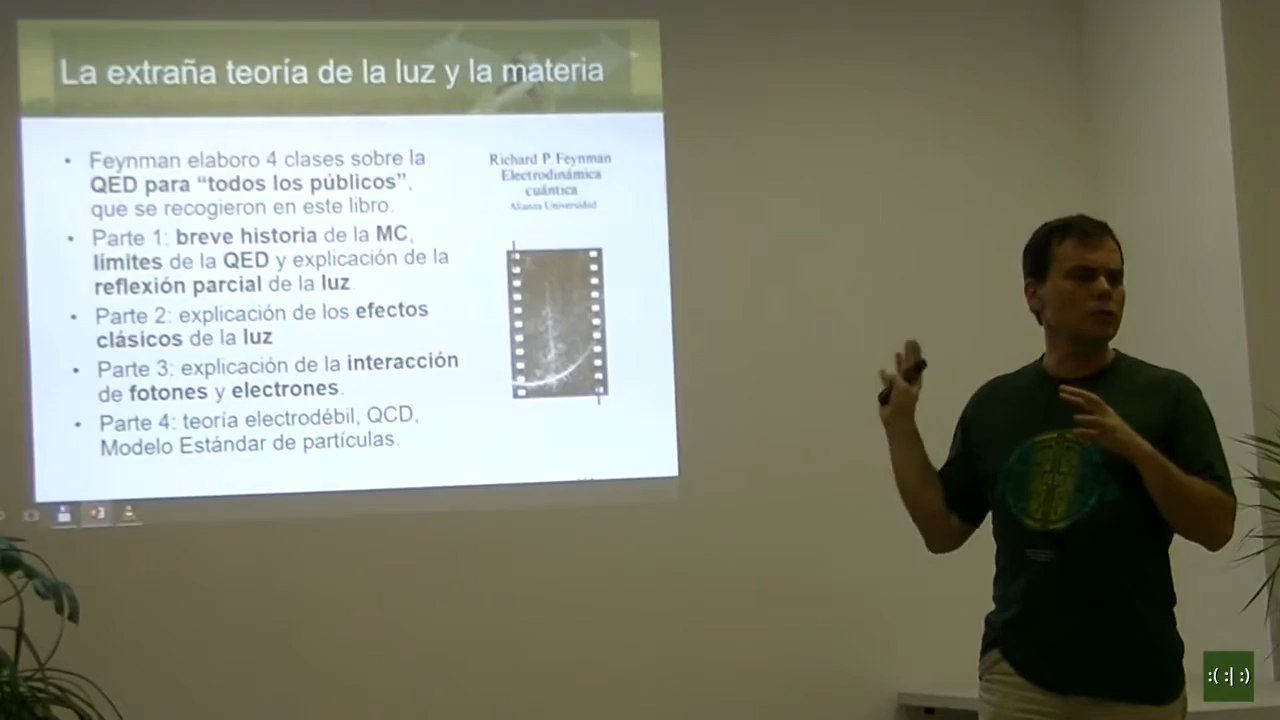 La extraña teoría de la luz y la materia
• Feynman elaboro 4 clases sobre la
QED para “todos los públicos”,
que se recogieron en este libro.
• Parte 1: breve historia de la MC,
límites de la QED y explicación de la
reflexión parcial de la luz.
• Parte 2: explicación de los efectos
clásicos de la luz
• Parte 3: explicación de la interacción
de fotones y electrones.
• Parte 4: teoría electrodébil, QCD,
Modelo Estándar de partículas.
Richard P. Feynman
Electrodinámica
cuántica
Alianza Universidad
:( :| :)